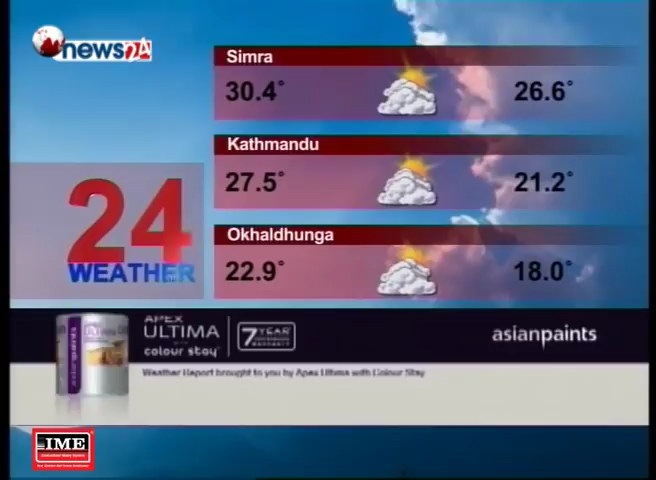 news24
Simra
30.4° 26.6°
Kathmandu
27.5° 21.2°
Okhaldhunga
22.9° 18.0°
24
WEATHER
APEX
ULTIMA
colour stay
7 YEAR
WARRANTY
asianpaints
Weather Report brought to you by Apex Ultima with Colour Stay
IME